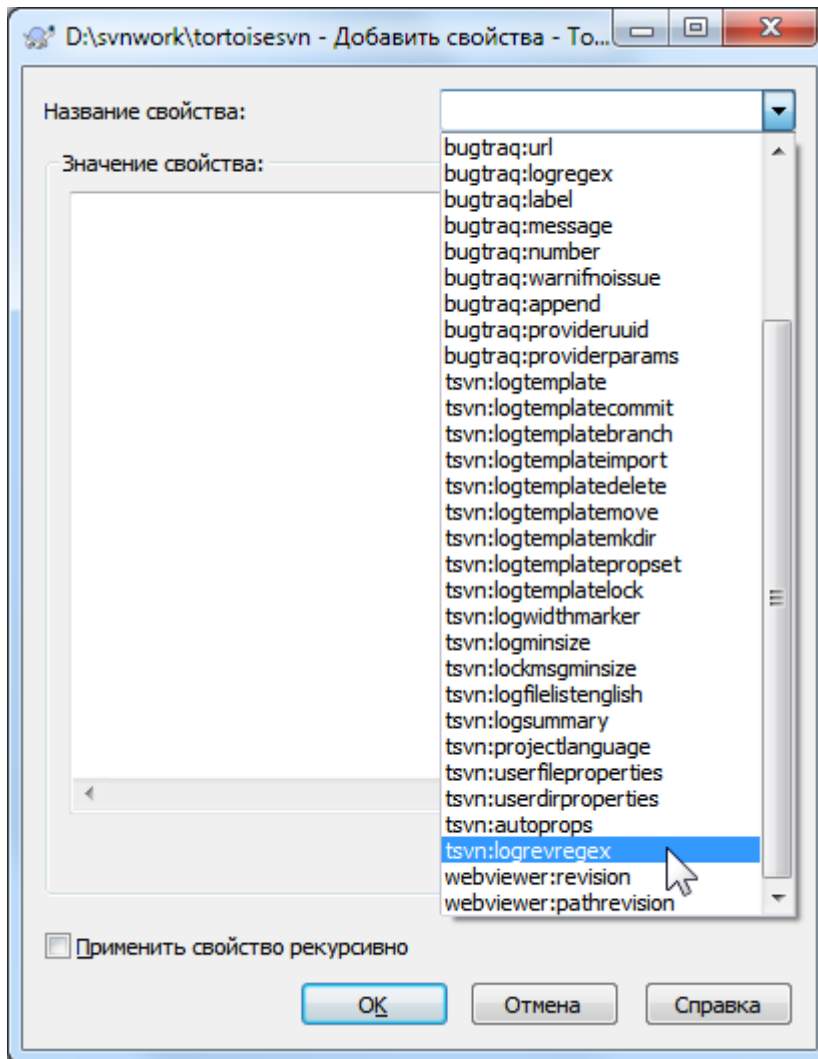 D:\svnwork\tortoisesvn - Добавить свойства - To...
Название свойства:
Значение свойства:
bugtraq:url
bugtraq:logregex
bugtraq:label
bugtraq:message
bugtraq:number
bugtraq:warnifnoissue
bugtraq:append
bugtraq:provideruuid
bugtraq:providerparams
tsvn:logtemplate
tsvn:logtemplatecommit
tsvn:logtemplatebranch
tsvn:logtemplateimport
tsvn:logtemplatedelete
tsvn:logtemplatemove
tsvn:logtemplatemkdir
tsvn:logtemplatepropset
tsvn:logtemplatelock
tsvn:logwidthmarker
tsvn:logminsize
tsvn:lockmsgminsize
tsvn:logfilelistenglish
tsvn:logsummary
tsvn:projectlanguage
tsvn:userfileproperties
tsvn:userdirproperties
tsvn:autoprops
tsvn:logrevregex
webviewer:revision
webviewer:pathrevision
Применить свойство рекурсивно
OK
Отмена
Справка